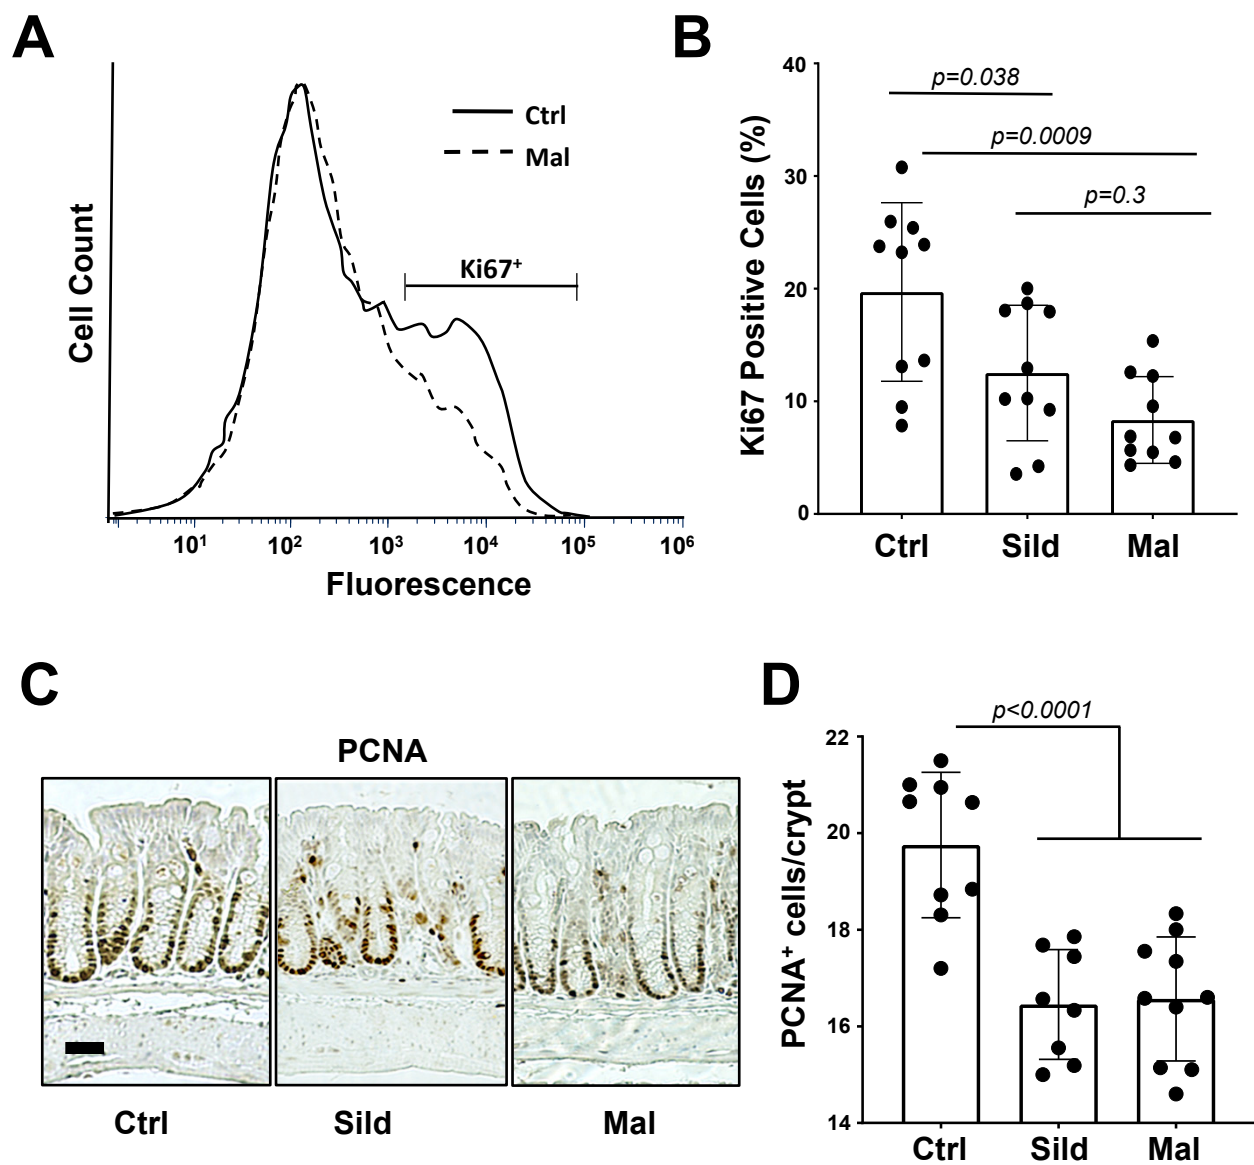 A
Ctrl
Mal
Ki67⁺
Cell Count
10¹ 10² 10³ 10⁴ 10⁵ 10⁶
Fluorescence
B
Ki67 Positive Cells (%)
40
30
20
10
0
p=0.038
p=0.0009
p=0.3
Ctrl Sild Mal
C
PCNA
Ctrl Sild Mal
D
PCNA⁺ cells/crypt
22
20
18
16
14
p<0.0001
Ctrl Sild Mal